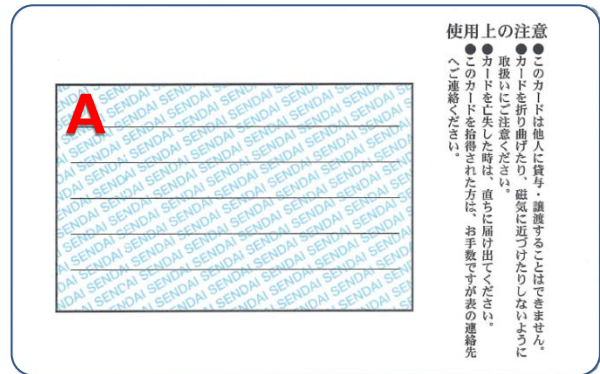 使用上の注意
●このカードは他人に貸与・譲渡することはできません。
●カードを折り曲げたり、磁気に近づけたりしないように
取扱いにご注意ください。
●カードを亡失した時は、直ちに届け出てください。
●このカードを拾得された方は、お手数ですが表の連絡先
へご連絡ください。
A
SENDAI SENDAI SENDAI SENDAI SENDAI